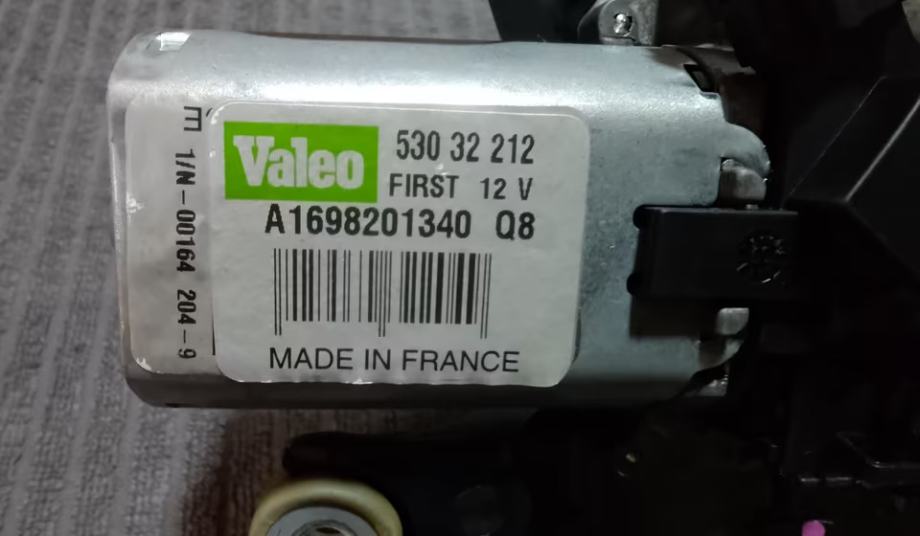 Valeo
530 32 212
FIRST 12 V
A1698201340 Q8
MADE IN FRANCE
1/N-00164 204-9